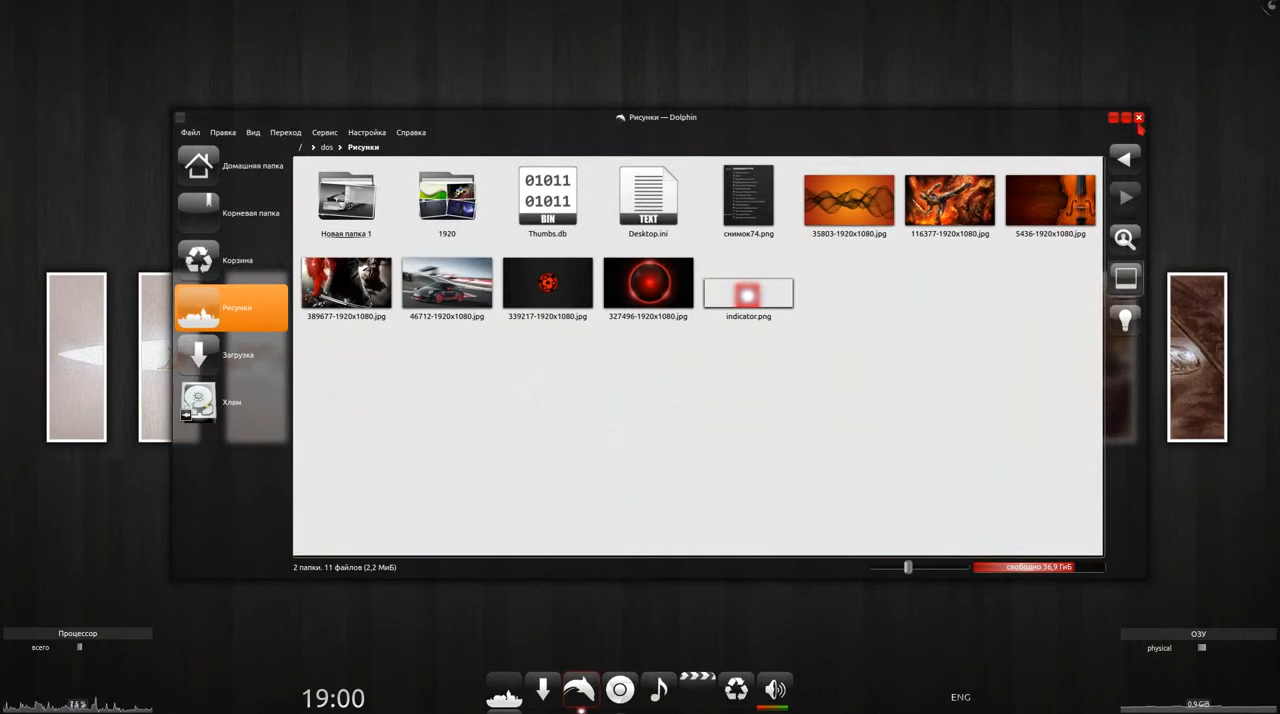 Рисунки — Dolphin
Файл Правка Вид Переход Сервис Настройка Справка
/ > dos > Рисунки
Домашняя папка
Корневая папка
Корзина
Рисунки
Загрузка
Хлам
01011
01011
BIN
TEXT
Новая папка 1
1920
Thumbs.db
Desktop.ini
снимок74.png
35803-1920x1080.jpg
116377-1920x1080.jpg
5436-1920x1080.jpg
389677-1920x1080.jpg
46712-1920x1080.jpg
339217-1920x1080.jpg
327496-1920x1080.jpg
indicator.png
2 папки, 11 файлов (2,2 МиБ)
свободно 36,9 ГиБ
Процессор
всего
ОЗУ
physical
19:00
ENG
0.9 GiB